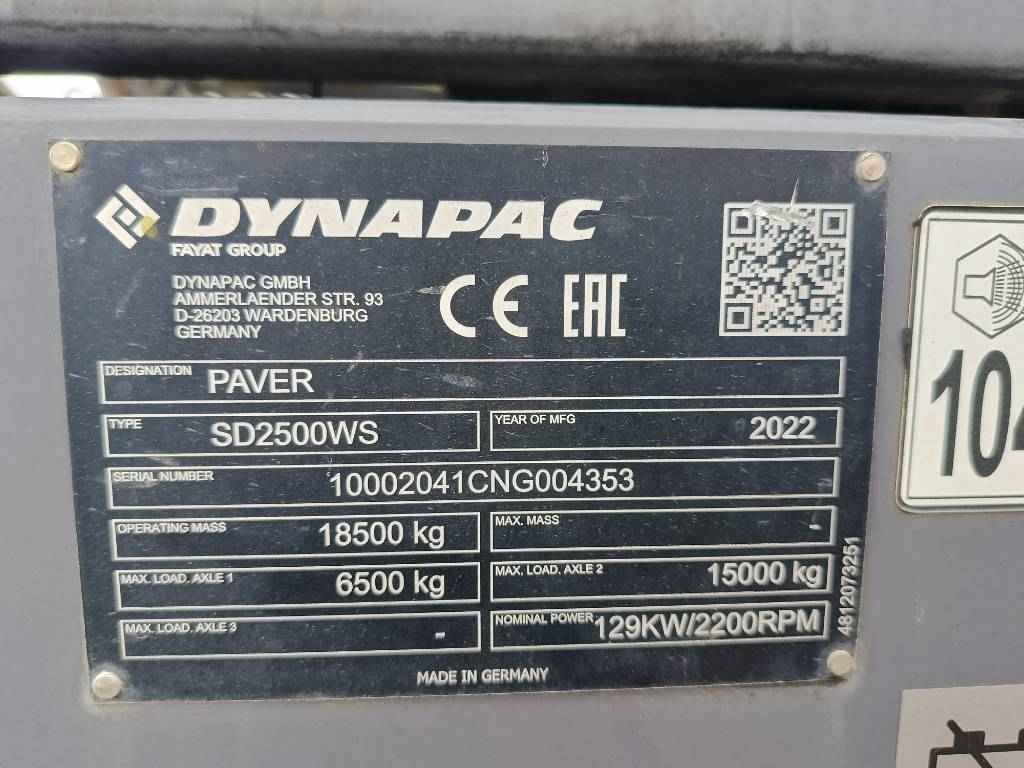 DYNAPAC
FAYAT GROUP
DYNAPAC GMBH
AMMERLAENDER STR. 93
D-26203 WARDENBURG
GERMANY
CE EAC
DESIGNATION PAVER
TYPE SD2500WS
YEAR OF MFG 2022
SERIAL NUMBER 10002041CNG004353
OPERATING MASS 18500 kg
MAX. MASS -
MAX. LOAD. AXLE 1 6500 kg
MAX. LOAD. AXLE 2 15000 kg
MAX. LOAD. AXLE 3 -
NOMINAL POWER 129KW/2200RPM
MADE IN GERMANY
4812073251
104